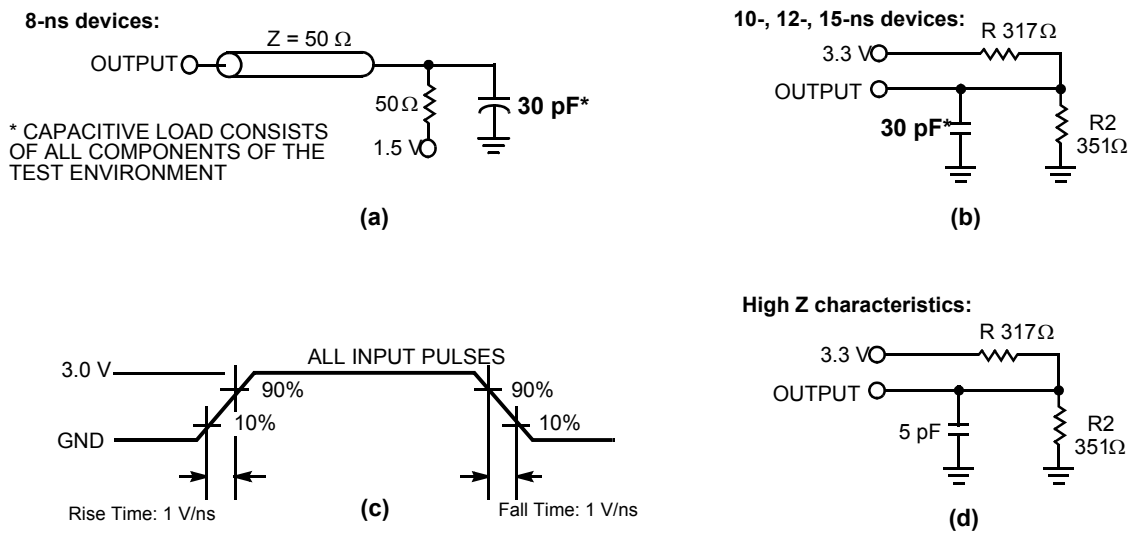 8-ns devices:
Z = 50 Ω
OUTPUT
50Ω
30 pF*
1.5 V
* CAPACITIVE LOAD CONSISTS
OF ALL COMPONENTS OF THE
TEST ENVIRONMENT
(a)
10-, 12-, 15-ns devices:
R 317Ω
3.3 V
OUTPUT
30 pF*
R2
351Ω
(b)
3.0 V
ALL INPUT PULSES
90%
90%
10%
10%
GND
Rise Time: 1 V/ns
(c)
Fall Time: 1 V/ns
High Z characteristics:
R 317Ω
3.3 V
OUTPUT
5 pF
R2
351Ω
(d)